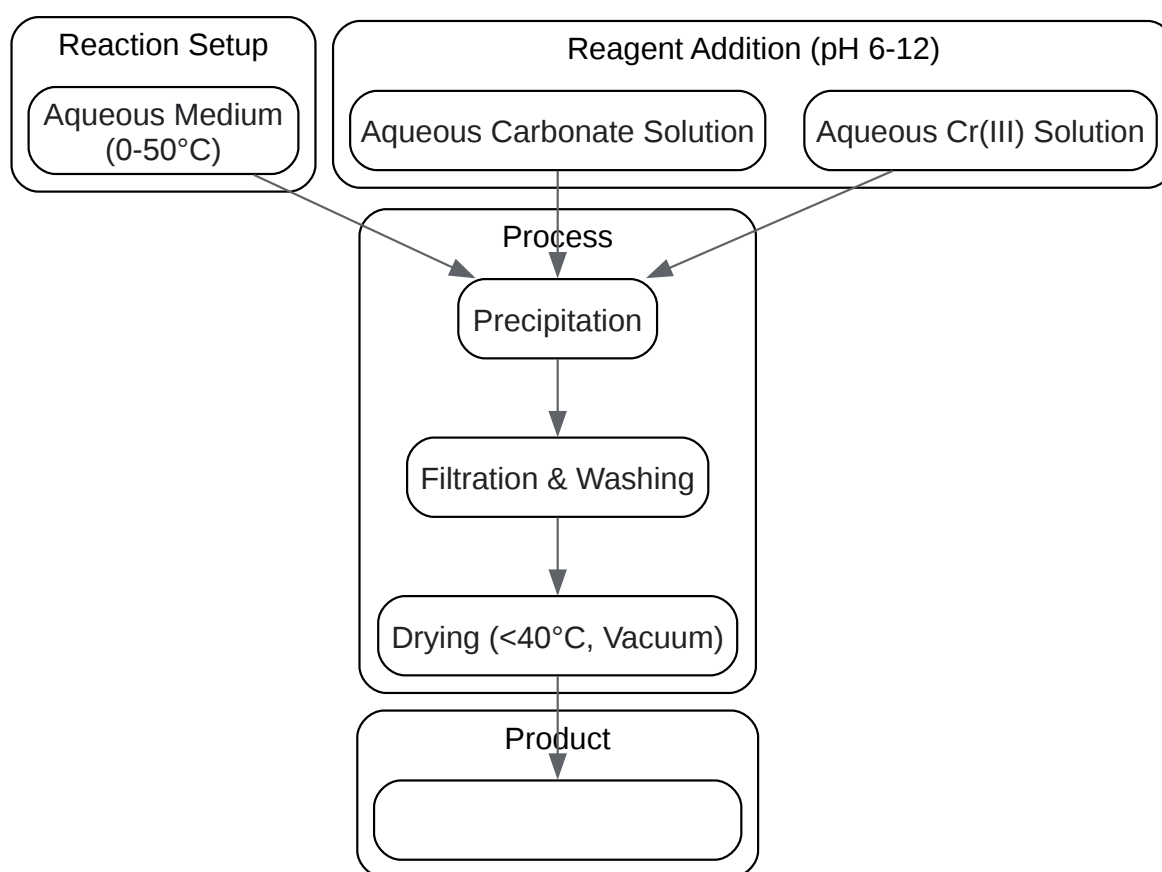 Reaction Setup
Aqueous Medium
(0-50°C)
Reagent Addition (pH 6-12)
Aqueous Carbonate Solution
Aqueous Cr(III) Solution
Process
Precipitation
Filtration & Washing
Drying (<40°C, Vacuum)
Product